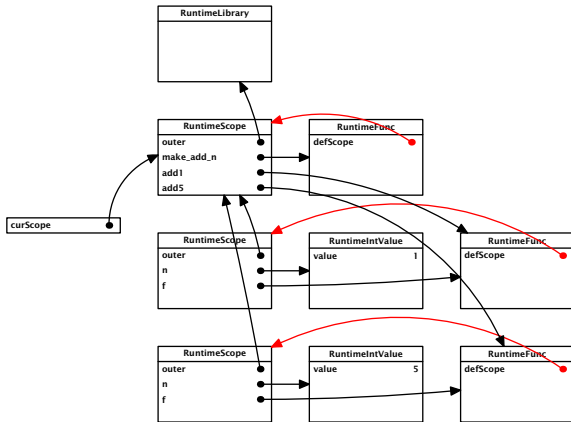 RuntimeLibrary
RuntimeScope RuntimeFunc
outer defScope
make_add_n
add1
add5
curScope
RuntimeScope RuntimeIntValue RuntimeFunc
outer value 1 defScope
n
f
RuntimeScope RuntimeIntValue RuntimeFunc
outer value 5 defScope
n
f